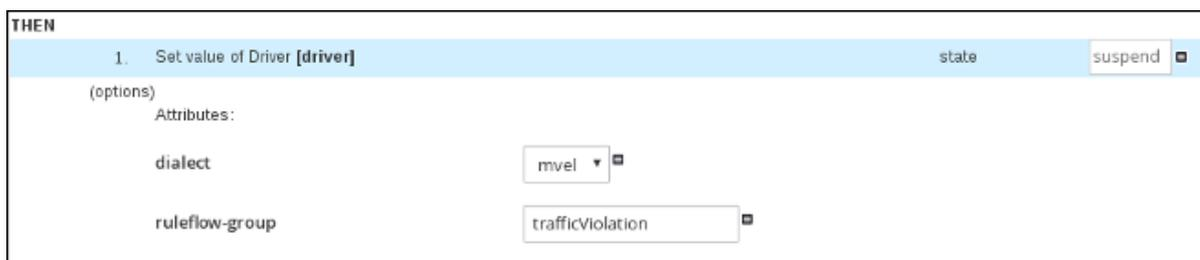 THEN
1. Set value of Driver [driver] state suspend
(options)
Attributes:
dialect mvel
ruleflow-group trafficViolation